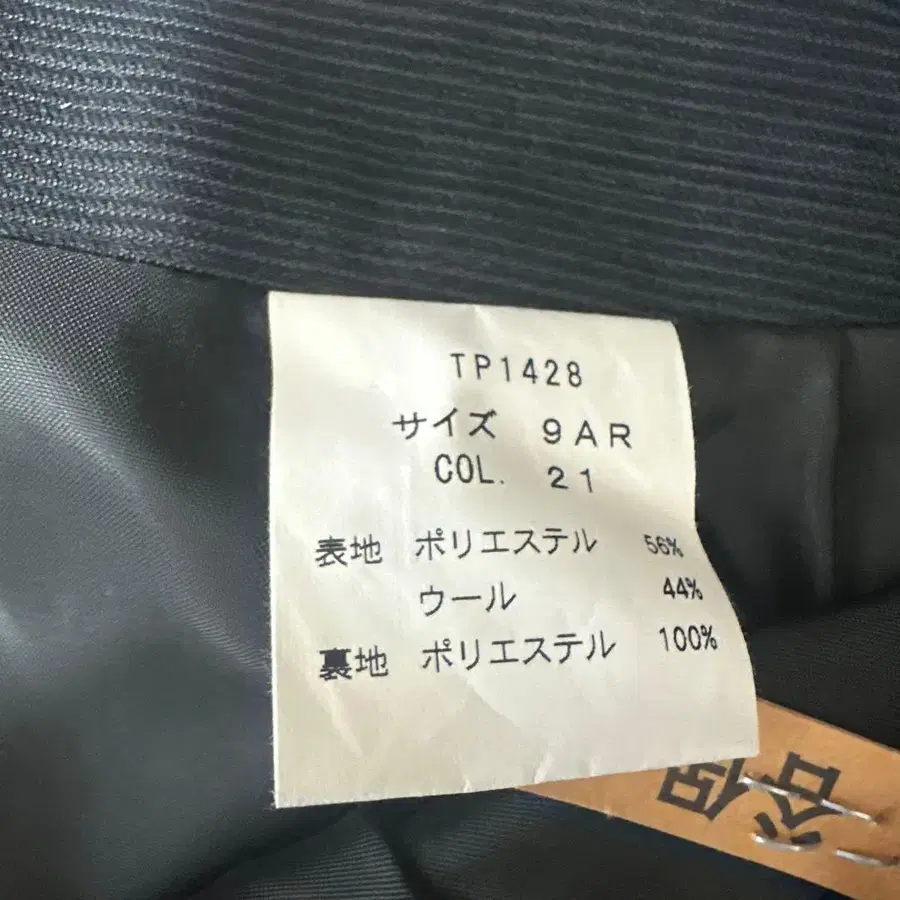 TP1428
サイズ 9AR
COL. 21
表地 ポリエステル 56%
ウール 44%
裏地 ポリエステル 100%